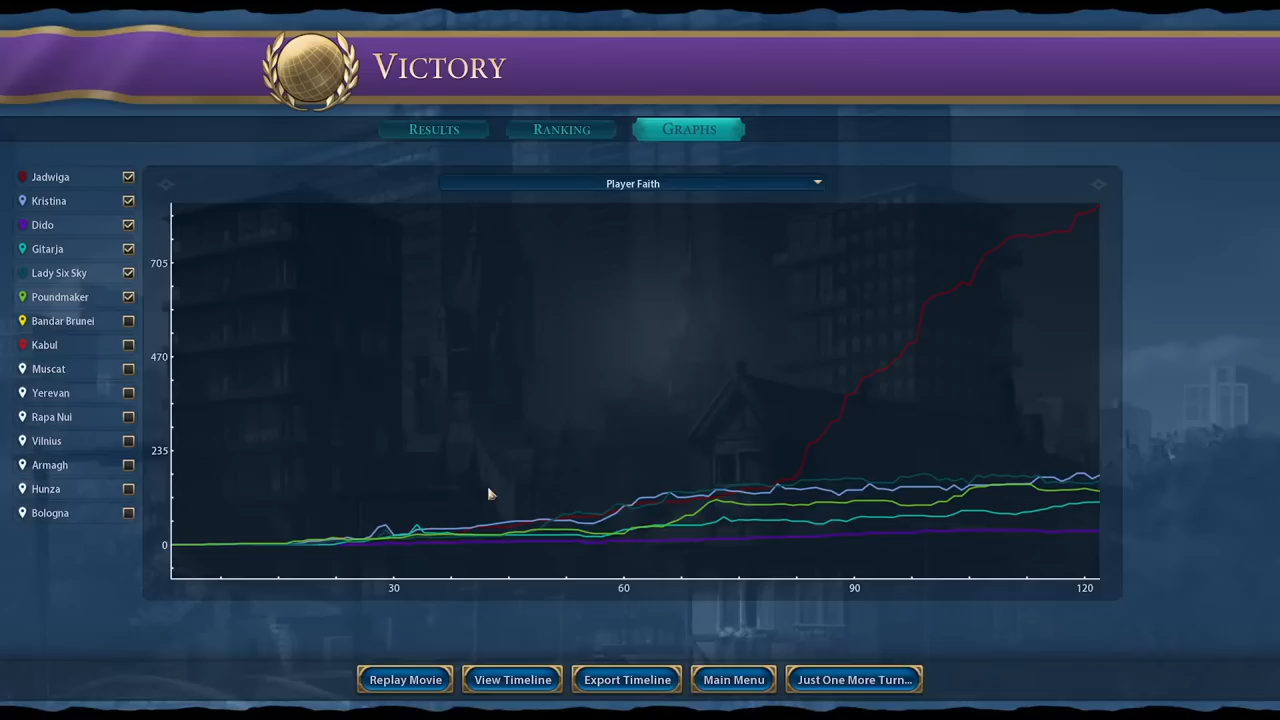 VICTORY
RESULTS
RANKING
GRAPHS
Jadwiga
Kristina
Dido
Gitarja
Lady Six Sky
Poundmaker
Bandar Brunei
Kabul
Muscat
Yerevan
Rapa Nui
Vilnius
Armagh
Hunza
Bologna
Player Faith
705
470
235
0
30 60 90 120
Replay Movie
View Timeline
Export Timeline
Main Menu
Just One More Turn...